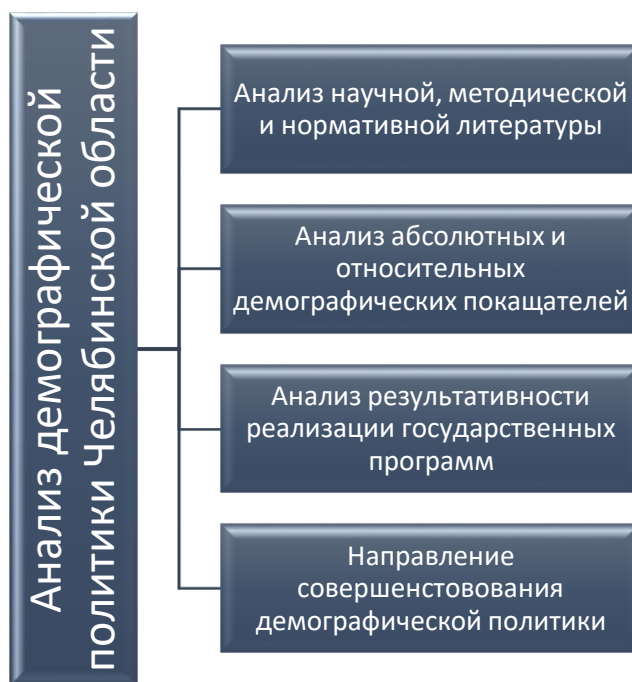 Анализ демографической
политики Челябинской области
Анализ научной, методической
и нормативной литературы
Анализ абсолютных и
относительных
демографических покащателей
Анализ результативности
реализации государственных
программ
Направление
совершенстовования
демографической политики